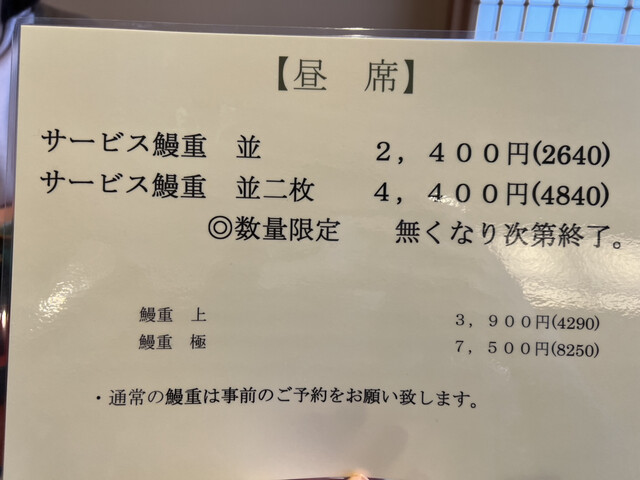 【昼　席】
サービス鰻重　並　２，４００円(2640)
サービス鰻重　並二枚　４，４００円(4840)
◎数量限定　無くなり次第終了。
鰻重　上　３，９００円(4290)
鰻重　極　７，５００円(8250)
・通常の鰻重は事前のご予約をお願い致します。